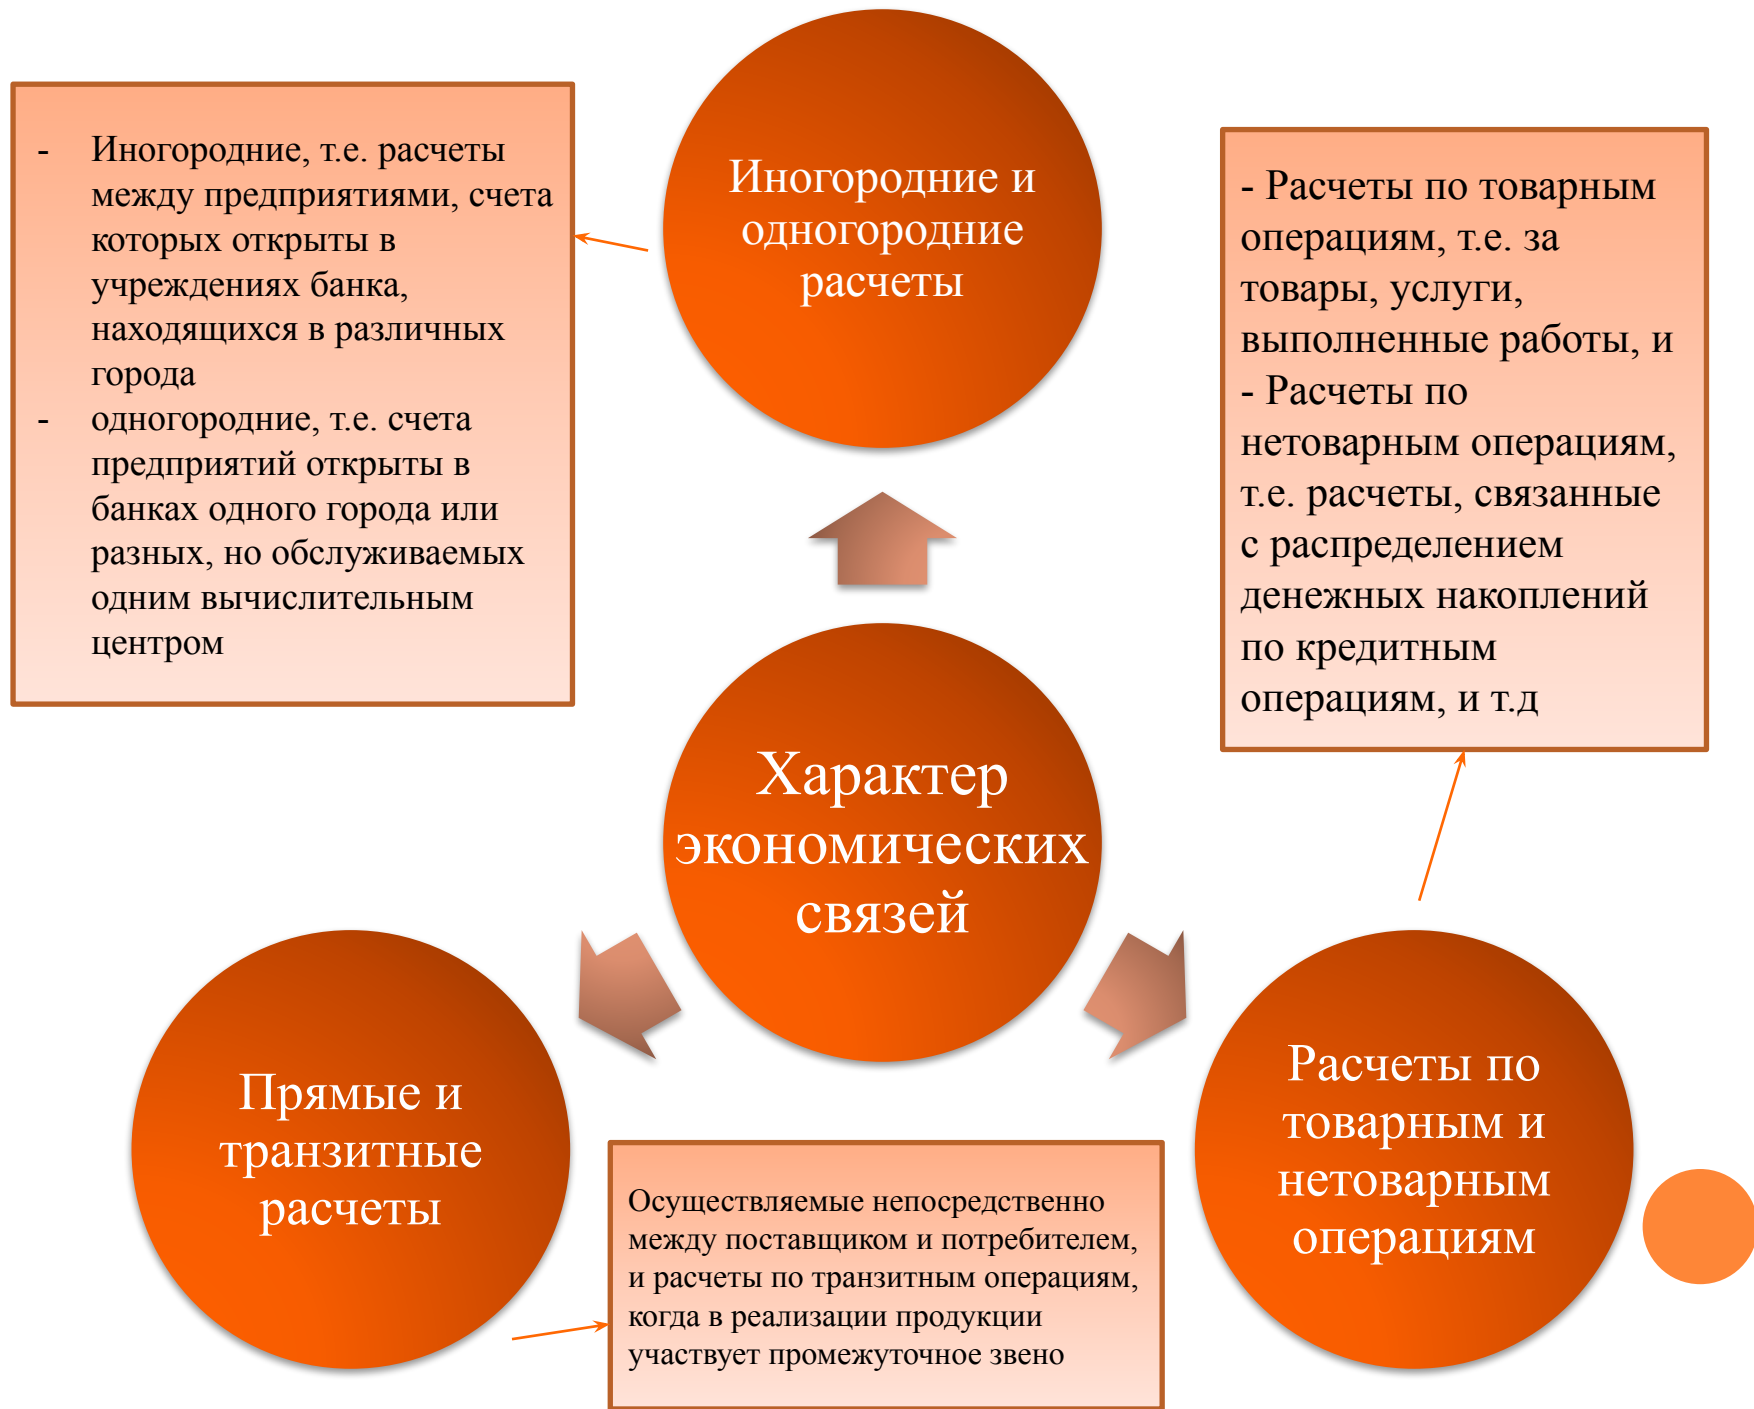 Иногородние и
одногородние
расчеты
- Иногородние, т.е. расчеты
между предприятиями, счета
которых открыты в
учреждениях банка,
находящихся в различных
города
- одногородние, т.е. счета
предприятий открыты в
банках одного города или
разных, но обслуживаемых
одним вычислительным
центром
- Расчеты по товарным
операциям, т.е. за
товары, услуги,
выполненные работы, и
- Расчеты по
нетоварным операциям,
т.е. расчеты, связанные
с распределением
денежных накоплений
по кредитным
операциям, и т.д
Характер
экономических
связей
Прямые и
транзитные
расчеты
Осуществляемые непосредственно
между поставщиком и потребителем,
и расчеты по транзитным операциям,
когда в реализации продукции
участвует промежуточное звено
Расчеты по
товарным и
нетоварным
операциям